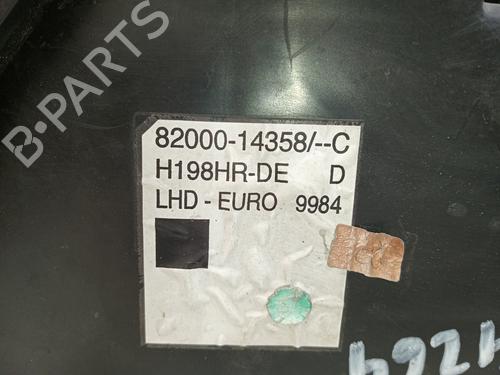 B-PARTS
82000-14358/--C
H198HR-DE D
LHD - EURO 9984